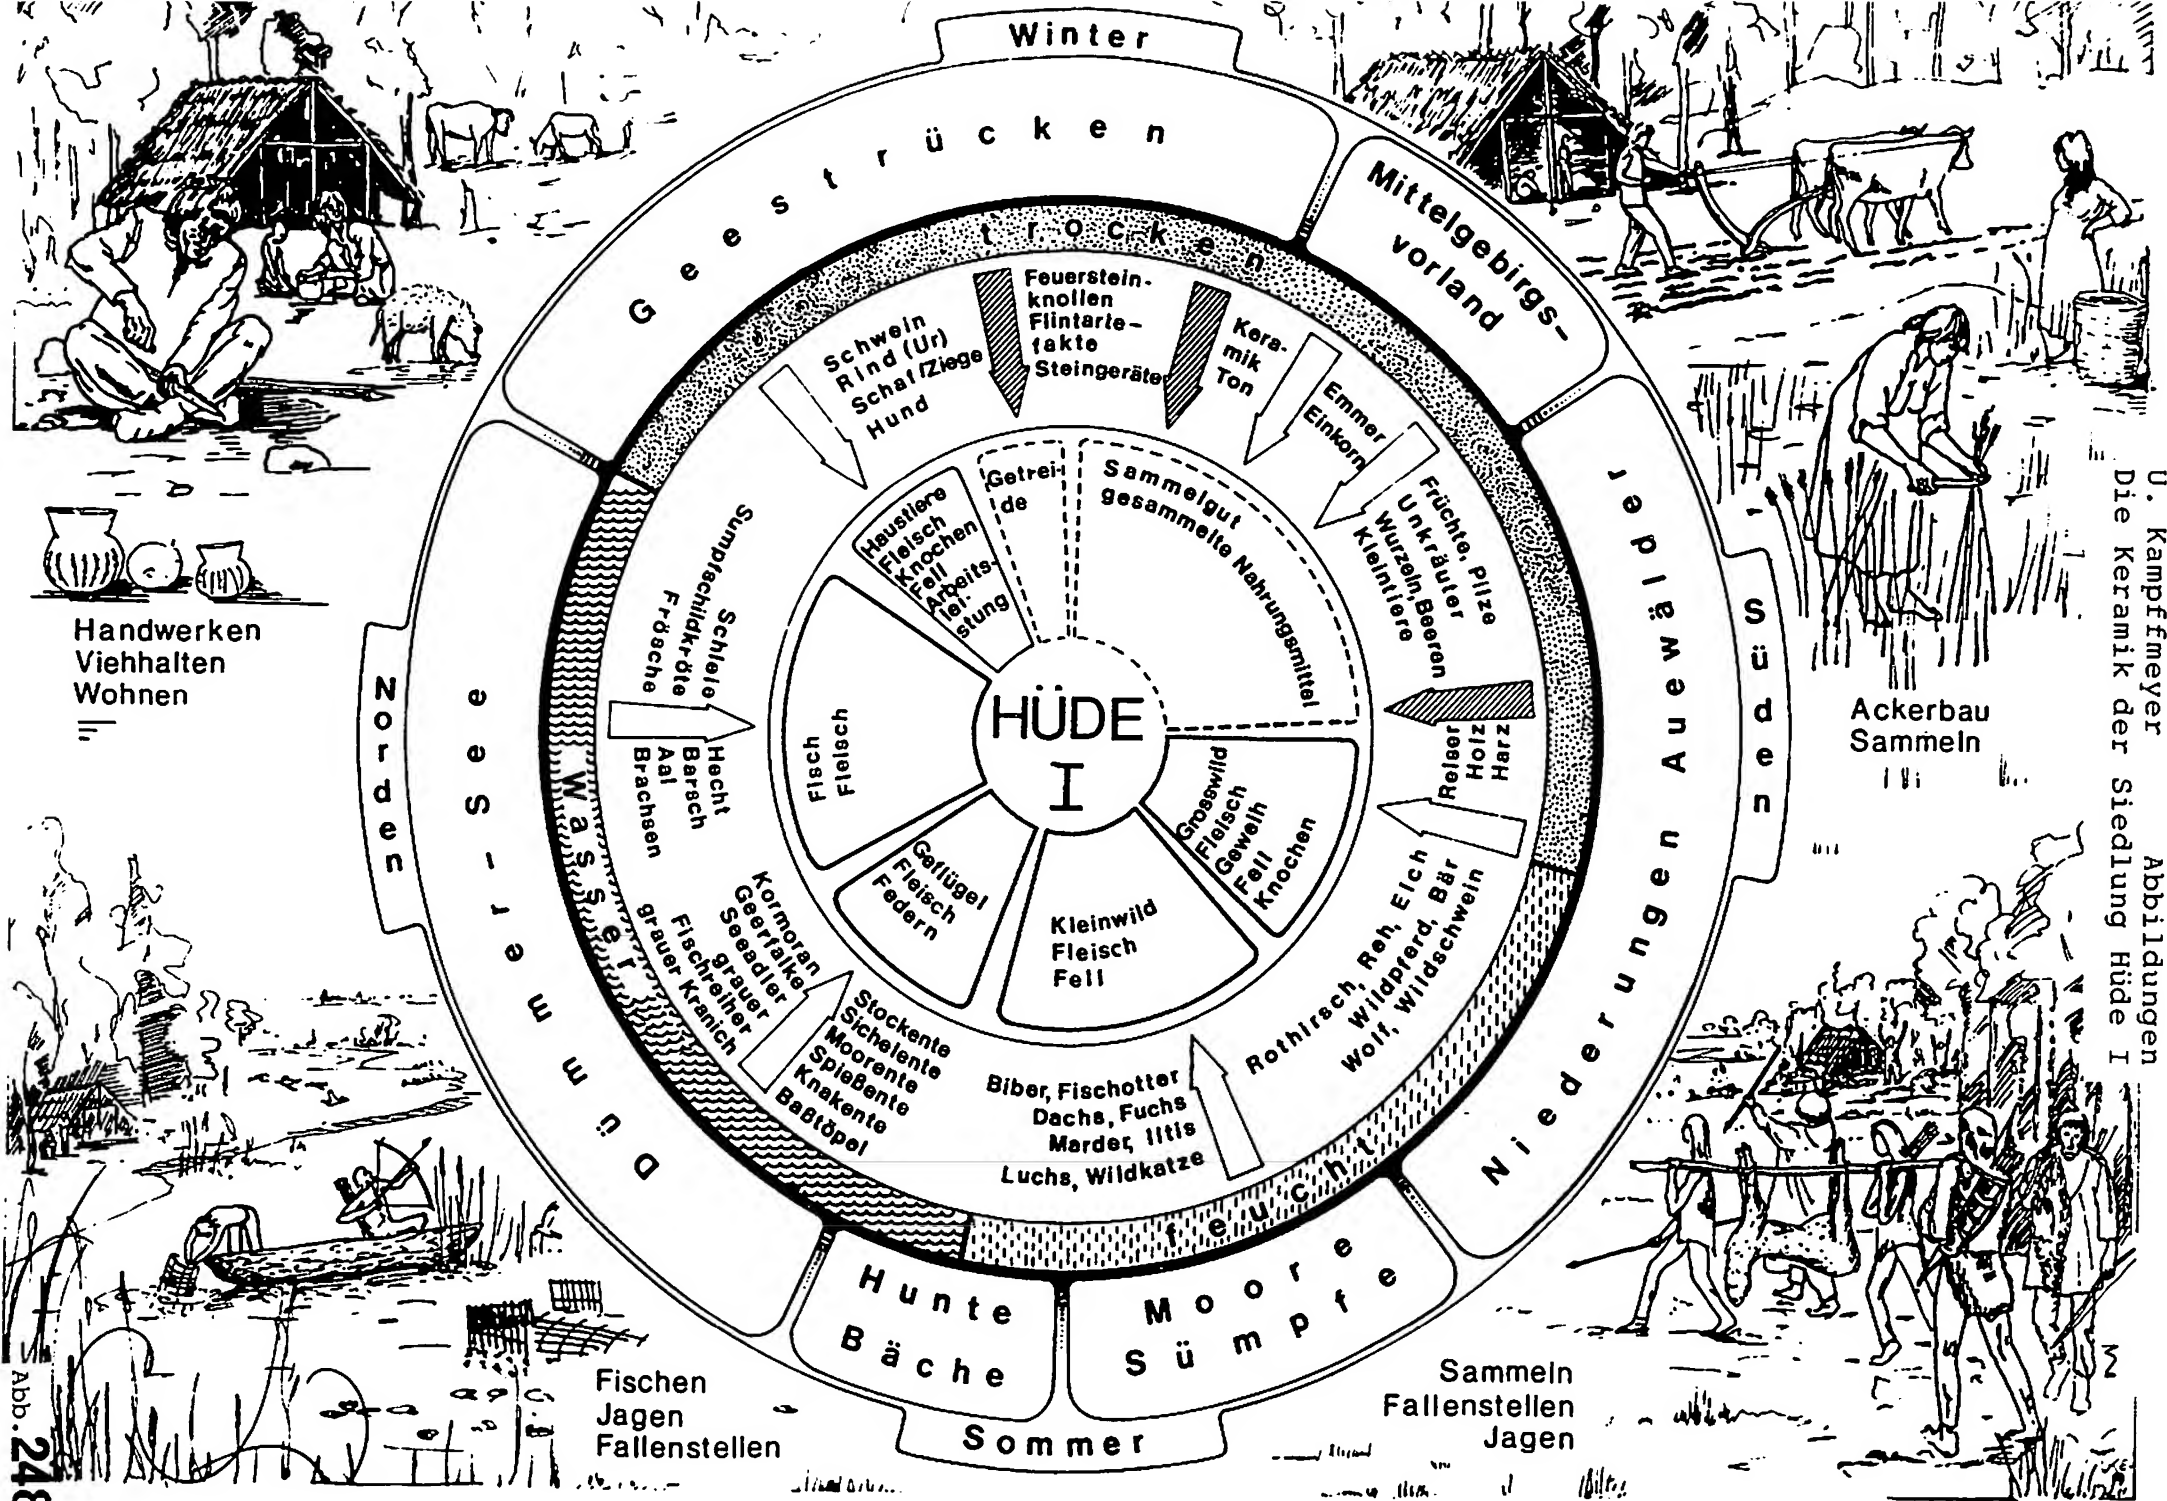 Winter
Geestrücken
Mittelgebirgs-
vorland
trocken
Feuerstein-
knollen
Flintarte-
fakte
Steingeräte
Kera-
mik
Ton
Schwein
Rind (Ur)
Schaf/Ziege
Hund
Emmer
Einkorn
Früchte, Pilze
Unkräuter
Wurzeln, Beeren
Kleintiere
Haustiere
Fleisch
Knochen
Fell
Arbeits-
lei-
stung
Getrei-
de
Sammelgut
gesammelte Nahrungsmittel
Schleie
Sumpfschildkröte
Frösche
Handwerken
Viehhalten
Wohnen
Norden
Dümmer-See
Wasser
Hecht
Barsch
Aal
Brachsen
Fisch
Fleisch
HÜDE
I
Grosswild
Fleisch
Geweih
Fell
Knochen
Reiser
Holz
Harz
Niederungen Auewälder
Süden
Ackerbau
Sammeln
Geflügel
Fleisch
Federn
Kleinwild
Fleisch
Fell
Kormoran
Geerfalke
Seeadler
grauer
Fischreiher
grauer Kranich
Stockente
Sichelente
Moorente
Spießente
Knakente
Baßtöpel
Biber, Fischotter
Dachs, Fuchs
Marder, Iltis
Luchs, Wildkatze
Rothirsch, Reh, Elch
Wildpferd, Bär
Wolf, Wildschwein
feucht
Hunte
Bäche
Moore
Sümpfe
Sommer
Fischen
Jagen
Fallenstellen
Sammeln
Fallenstellen
Jagen
U. Kampffmeyer Abbildungen
Die Keramik der Siedlung Hüde I
Abb. 248